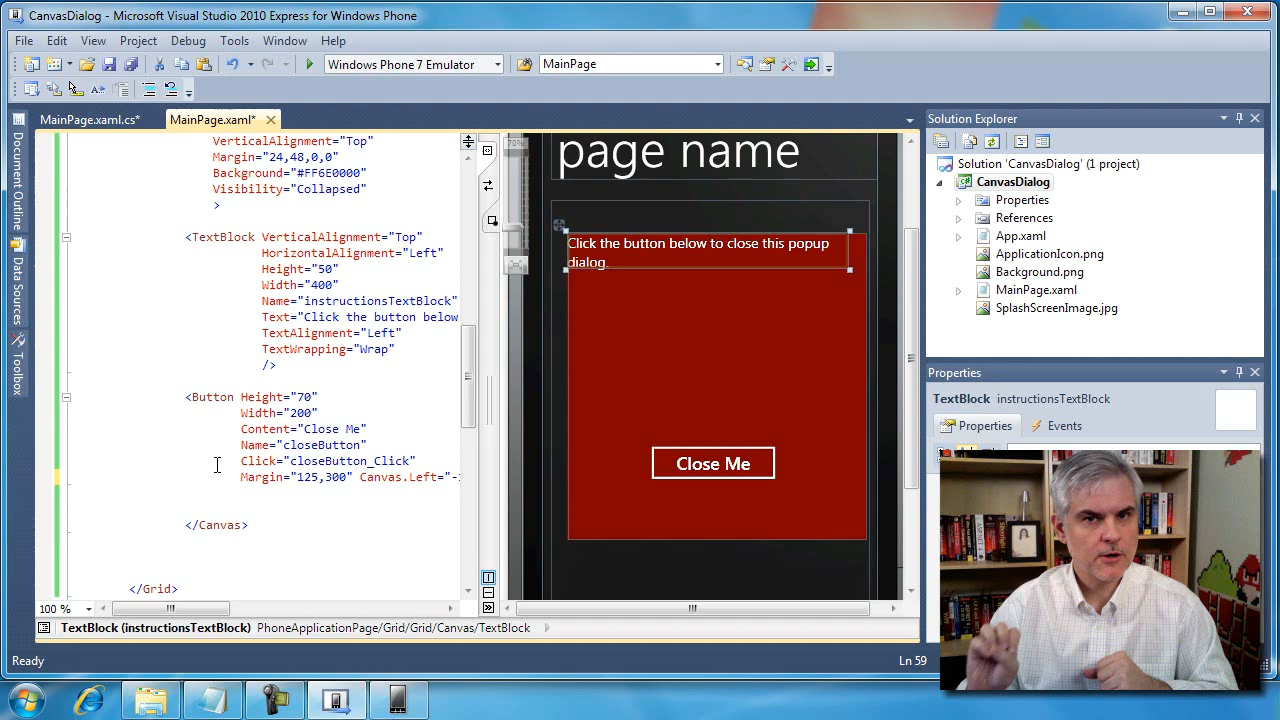 CanvasDialog - Microsoft Visual Studio 2010 Express for Windows Phone
File Edit View Project Debug Tools Window Help
Windows Phone 7 Emulator MainPage
MainPage.xaml.cs* MainPage.xaml*
Document Outline
Data Sources
Toolbox
VerticalAlignment="Top"
Margin="24,48,0,0"
Background="#FF6E0000"
Visibility="Collapsed"
>
<TextBlock VerticalAlignment="Top"
HorizontalAlignment="Left"
Height="50"
Width="400"
Name="instructionsTextBlock"
Text="Click the button below
TextAlignment="Left"
TextWrapping="Wrap"
/>
<Button Height="70"
Width="200"
Content="Close Me"
Name="closeButton"
Click="closeButton_Click"
Margin="125,300" Canvas.Left="-
</Canvas>
</Grid>
100 %
page name
Click the button below to close this popup
dialog.
Close Me
TextBlock (instructionsTextBlock) PhoneApplicationPage/Grid/Grid/Canvas/TextBlock
Solution Explorer
Solution 'CanvasDialog' (1 project)
CanvasDialog
Properties
References
App.xaml
ApplicationIcon.png
Background.png
MainPage.xaml
SplashScreenImage.jpg
Properties
TextBlock instructionsTextBlock
Properties Events
Ready Ln 59